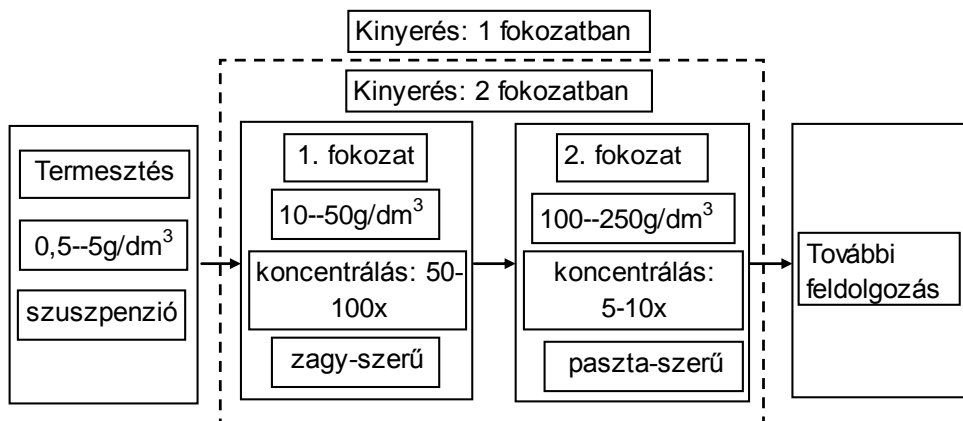 Kinyerés: 1 fokozatban
Kinyerés: 2 fokozatban
Termesztés
0,5--5g/dm³
szuszpenzió
1. fokozat
10--50g/dm³
koncentrálás: 50-
100x
zagy-szerű
2. fokozat
100--250g/dm³
koncentrálás:
5-10x
paszta-szerű
További
feldolgozás